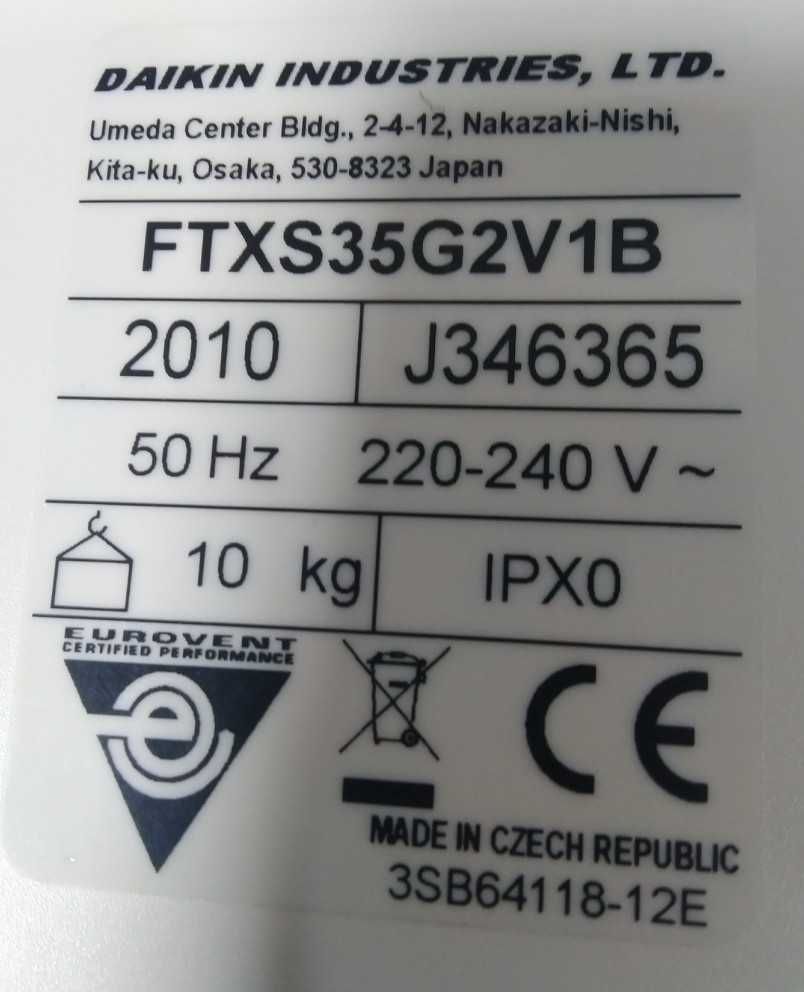 DAIKIN INDUSTRIES, LTD.
Umeda Center Bldg., 2-4-12, Nakazaki-Nishi,
Kita-ku, Osaka, 530-8323 Japan
FTXS35G2V1B
2010 J346365
50 Hz 220-240 V ~
10 kg IPX0
EUROVENT
CERTIFIED PERFORMANCE
CE
MADE IN CZECH REPUBLIC
3SB64118-12E